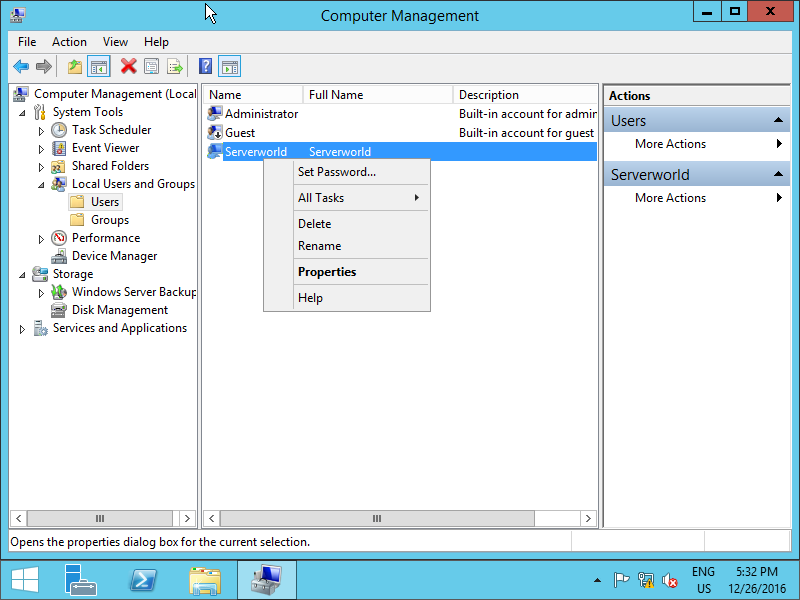 Computer Management
File Action View Help
Computer Management (Local
System Tools
Task Scheduler
Event Viewer
Shared Folders
Local Users and Groups
Users
Groups
Performance
Device Manager
Storage
Windows Server Backup
Disk Management
Services and Applications
Name Full Name Description
Administrator Built-in account for admin
Guest Built-in account for guest
Serverworld Serverworld
Set Password...
All Tasks
Delete
Rename
Properties
Help
Actions
Users
More Actions
Serverworld
More Actions
Opens the properties dialog box for the current selection.
ENG
US
5:32 PM
12/26/2016